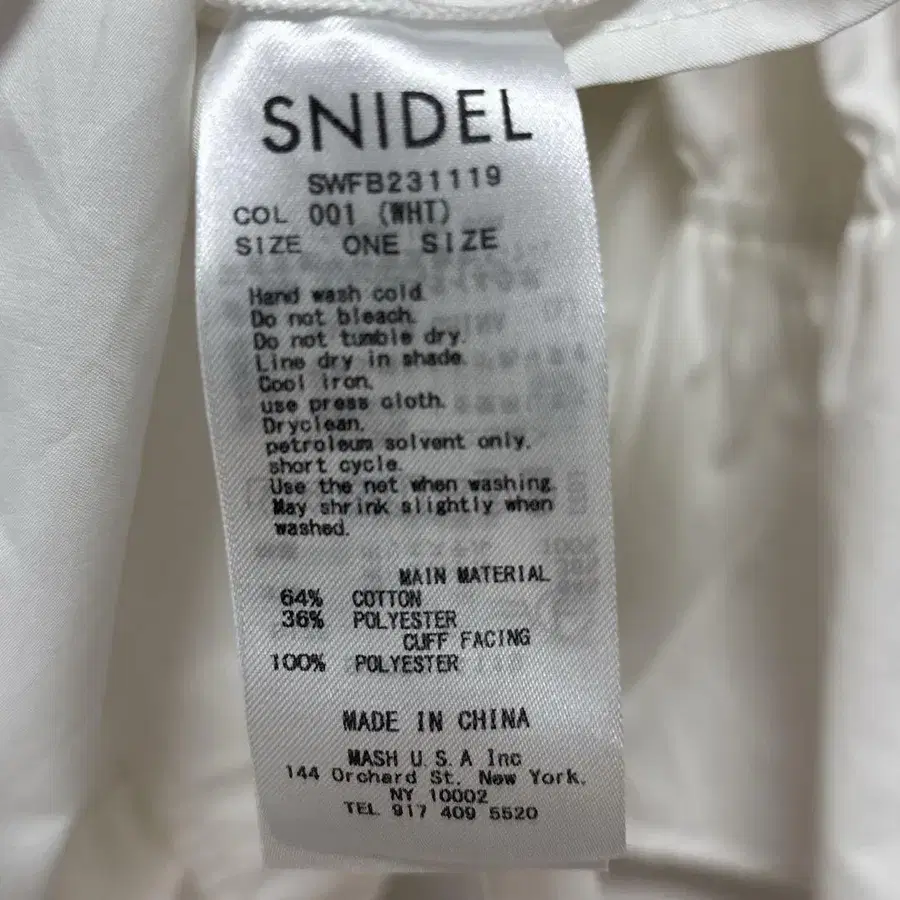 SNIDEL
SWFB231119
COL 001 (WHT)
SIZE ONE SIZE
Hand wash cold.
Do not bleach.
Do not tumble dry.
Line dry in shade.
Cool iron.
use press cloth.
Dryclean.
petroleum solvent only.
short cycle.
Use the net when washing.
May shrink slightly when
washed.
MAIN MATERIAL
64% COTTON
36% POLYESTER
CUFF FACING
100% POLYESTER
MADE IN CHINA
MASH U.S.A Inc
144 Orchard St. New York.
NY 10002
TEL 917 409 5520